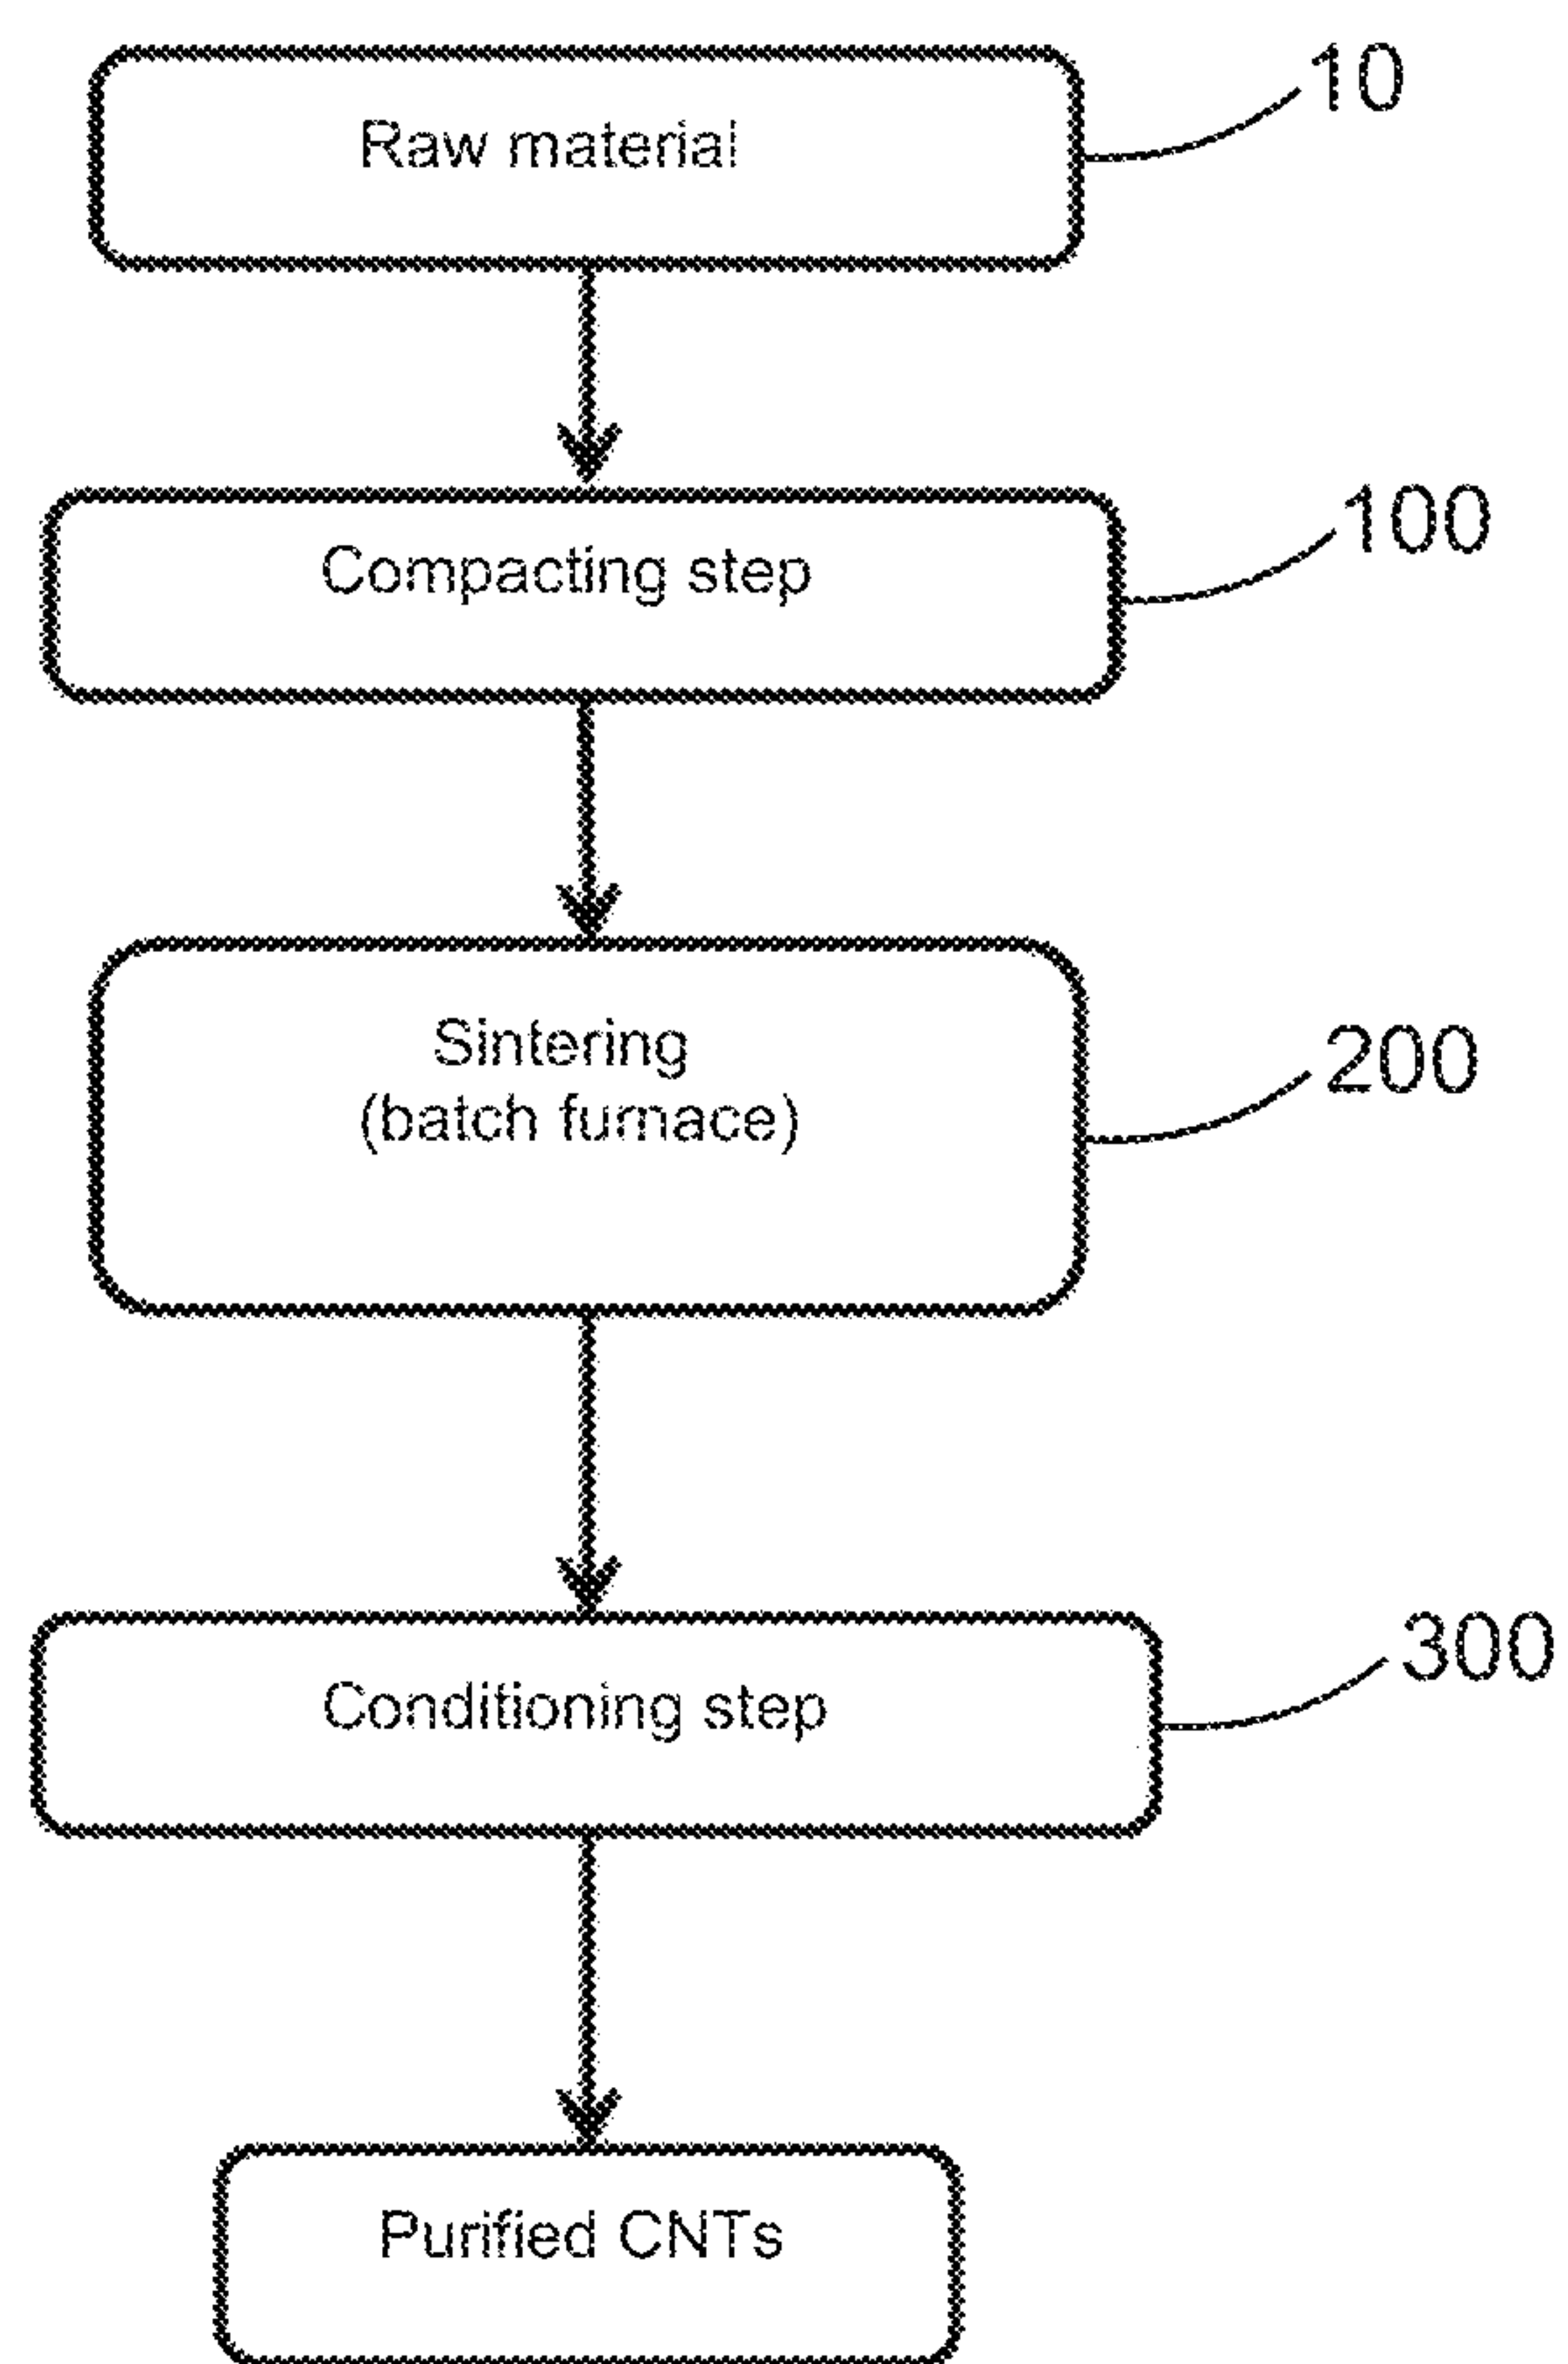 Raw material
10
Compacting step
100
Sintering
(batch furnace)
200
Conditioning step
300
Purified CNTs